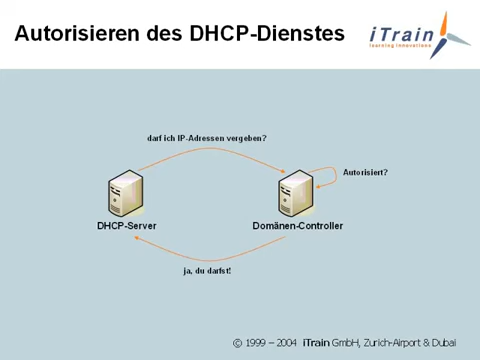 Autorisieren des DHCP-Dienstes
iTrain
learning innovations
darf ich IP-Adressen vergeben?
Autorisiert?
DHCP-Server
Domänen-Controller
ja, du darfst!
© 1999 – 2004 iTrain GmbH, Zurich-Airport & Dubai